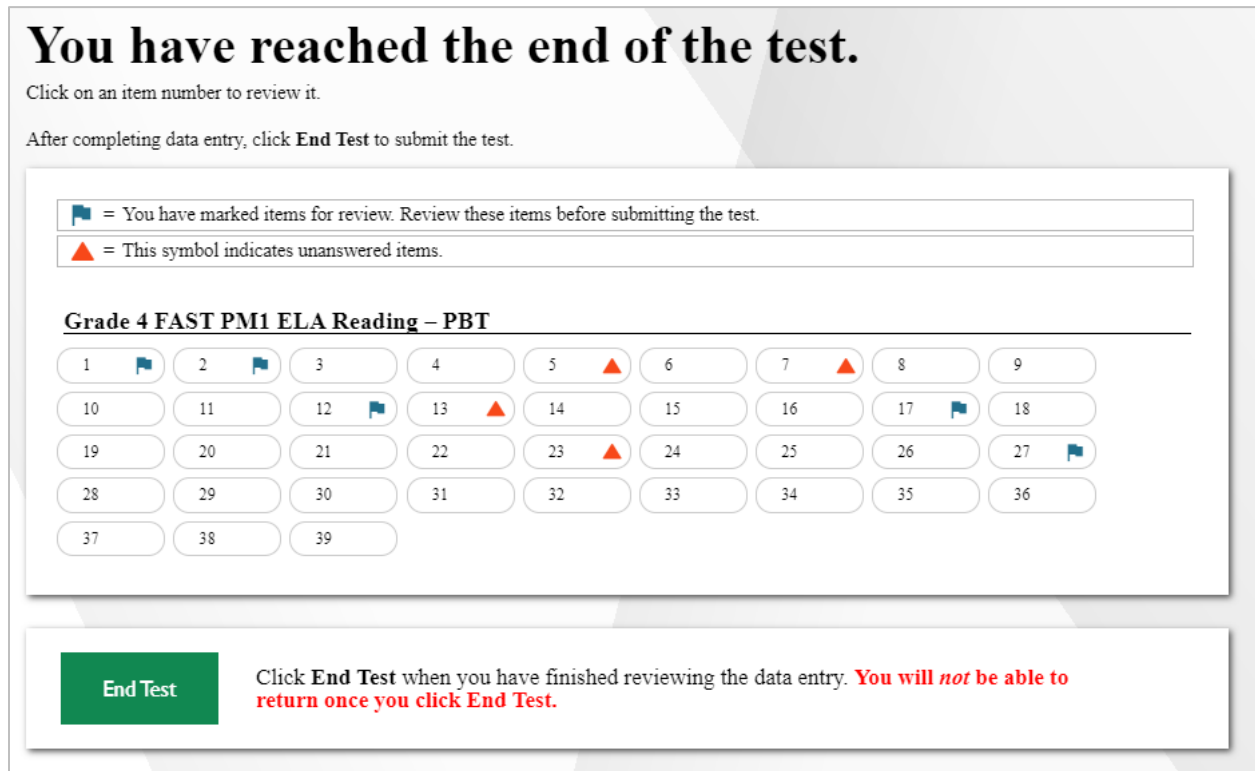 You have reached the end of the test.
Click on an item number to review it.
After completing data entry, click End Test to submit the test.
= You have marked items for review. Review these items before submitting the test.
= This symbol indicates unanswered items.
Grade 4 FAST PM1 ELA Reading – PBT
1 2 3 4 5 6 7 8 9
10 11 12 13 14 15 16 17 18
19 20 21 22 23 24 25 26 27
28 29 30 31 32 33 34 35 36
37 38 39
End Test
Click End Test when you have finished reviewing the data entry. You will not be able to
return once you click End Test.